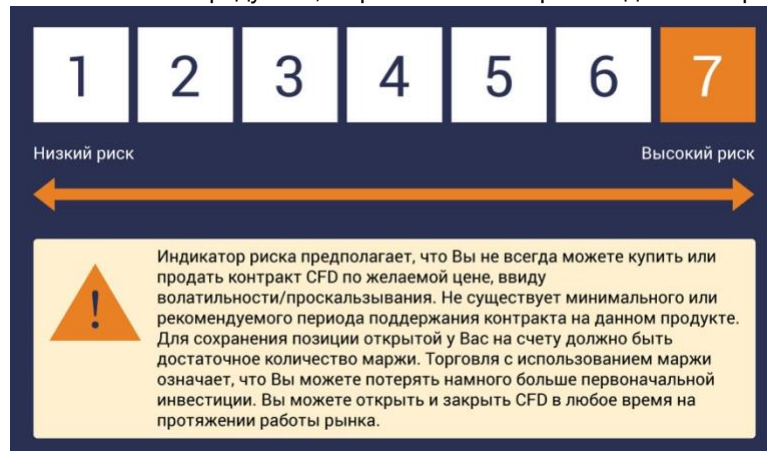 1 2 3 4 5 6 7
Низкий риск Высокий риск
!
Индикатор риска предполагает, что Вы не всегда можете купить или
продать контракт CFD по желаемой цене, ввиду
волатильности/проскальзывания. Не существует минимального или
рекомендуемого периода поддержания контракта на данном продукте.
Для сохранения позиции открытой у Вас на счету должно быть
достаточное количество маржи. Торговля с использованием маржи
означает, что Вы можете потерять намного больше первоначальной
инвестиции. Вы можете открыть и закрыть CFD в любое время на
протяжении работы рынка.